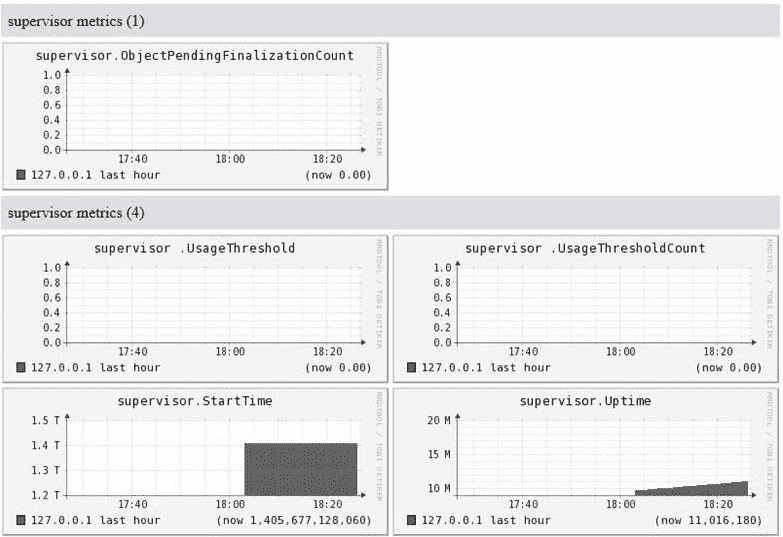 supervisor metrics (1)
supervisor.ObjectPendingFinalizationCount
1.0
0.8
0.6
0.4
0.2
0.0
17:40 18:00 18:20
127.0.0.1 last hour (now 0.00)
RRDTOOL / TOBI OETIKER
supervisor metrics (4)
supervisor .UsageThreshold
1.0
0.8
0.6
0.4
0.2
0.0
17:40 18:00 18:20
127.0.0.1 last hour (now 0.00)
RRDTOOL / TOBI OETIKER
supervisor .UsageThresholdCount
1.0
0.8
0.6
0.4
0.2
0.0
17:40 18:00 18:20
127.0.0.1 last hour (now 0.00)
RRDTOOL / TOBI OETIKER
supervisor.StartTime
1.5 T
1.4 T
1.3 T
1.2 T
17:40 18:00 18:20
127.0.0.1 last hour (now 1,405,677,128,060)
RRDTOOL / TOBI OETIKER
supervisor.Uptime
20 M
15 M
10 M
17:40 18:00 18:20
127.0.0.1 last hour (now 11,016,180)
RRDTOOL / TOBI OETIKER